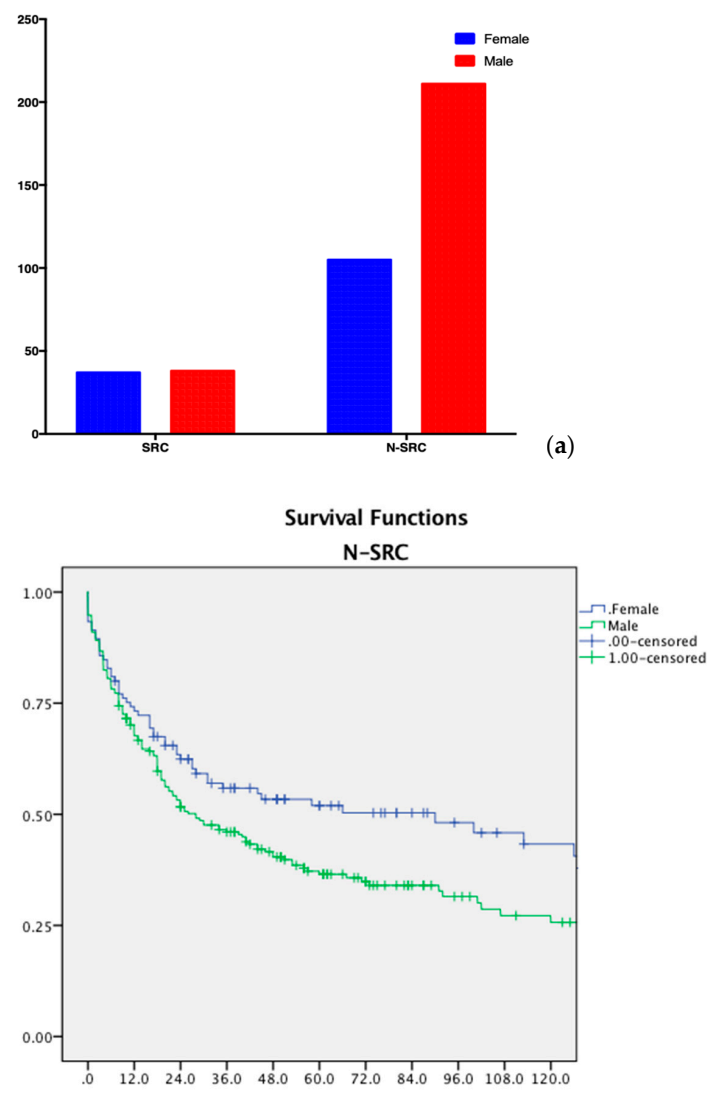 250
200
150
100
50
0
Female
Male
SRC
N-SRC
(a)
Survival Functions
N-SRC
1.00
0.75
0.50
0.25
0.00
.Female
Male
.00-censored
1.00-censored
.0 12.0 24.0 36.0 48.0 60.0 72.0 84.0 96.0 108.0 120.0